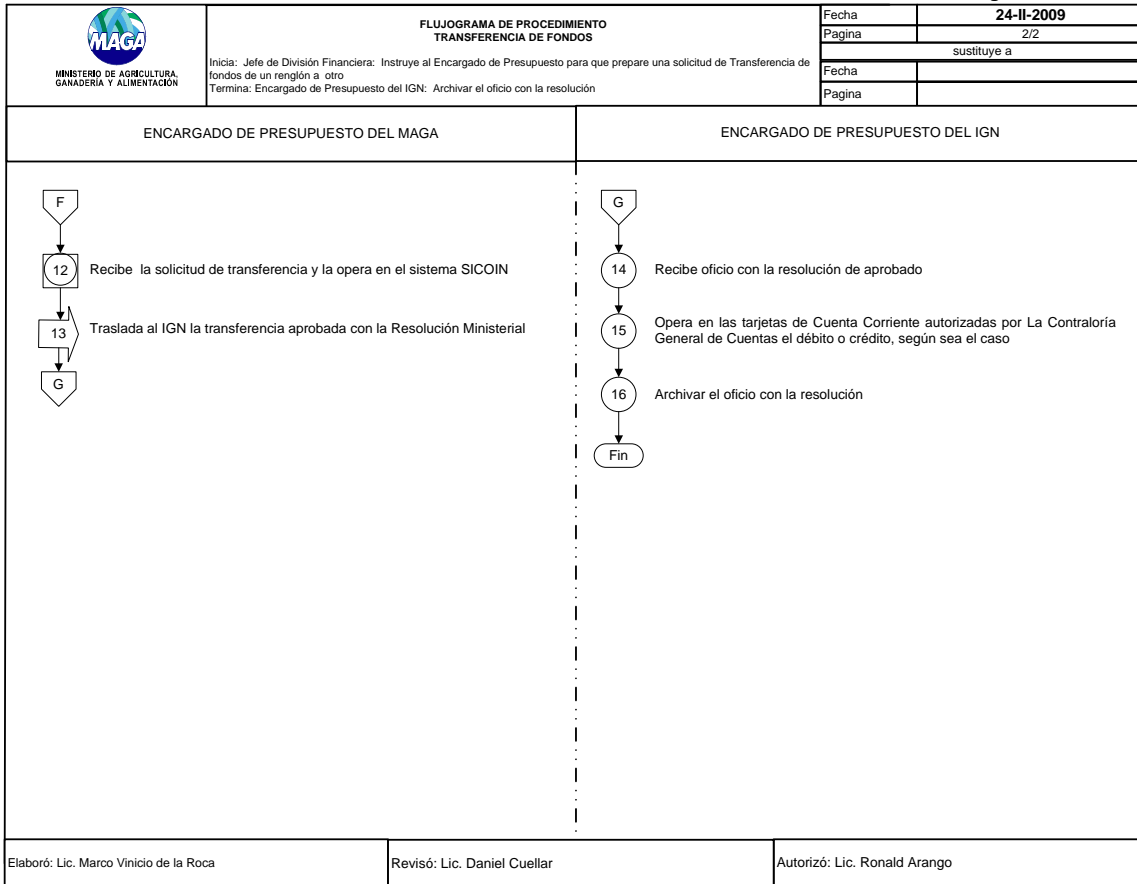 MAGA
MINISTERIO DE AGRICULTURA,
GANADERÍA Y ALIMENTACIÓN
FLUJOGRAMA DE PROCEDIMIENTO
TRANSFERENCIA DE FONDOS
Inicia: Jefe de División Financiera: Instruye al Encargado de Presupuesto para que prepare una solicitud de Transferencia de
fondos de un renglón a otro
Termina: Encargado de Presupuesto del IGN: Archivar el oficio con la resolución
Fecha 24-II-2009
Pagina 2/2
sustituye a
Fecha
Pagina
ENCARGADO DE PRESUPUESTO DEL MAGA
ENCARGADO DE PRESUPUESTO DEL IGN
F
12 Recibe la solicitud de transferencia y la opera en el sistema SICOIN
13 Traslada al IGN la transferencia aprobada con la Resolución Ministerial
G
G
14 Recibe oficio con la resolución de aprobado
15 Opera en las tarjetas de Cuenta Corriente autorizadas por La Contraloría
General de Cuentas el débito o crédito, según sea el caso
16 Archivar el oficio con la resolución
Fin
Elaboró: Lic. Marco Vinicio de la Roca
Revisó: Lic. Daniel Cuellar
Autorizó: Lic. Ronald Arango